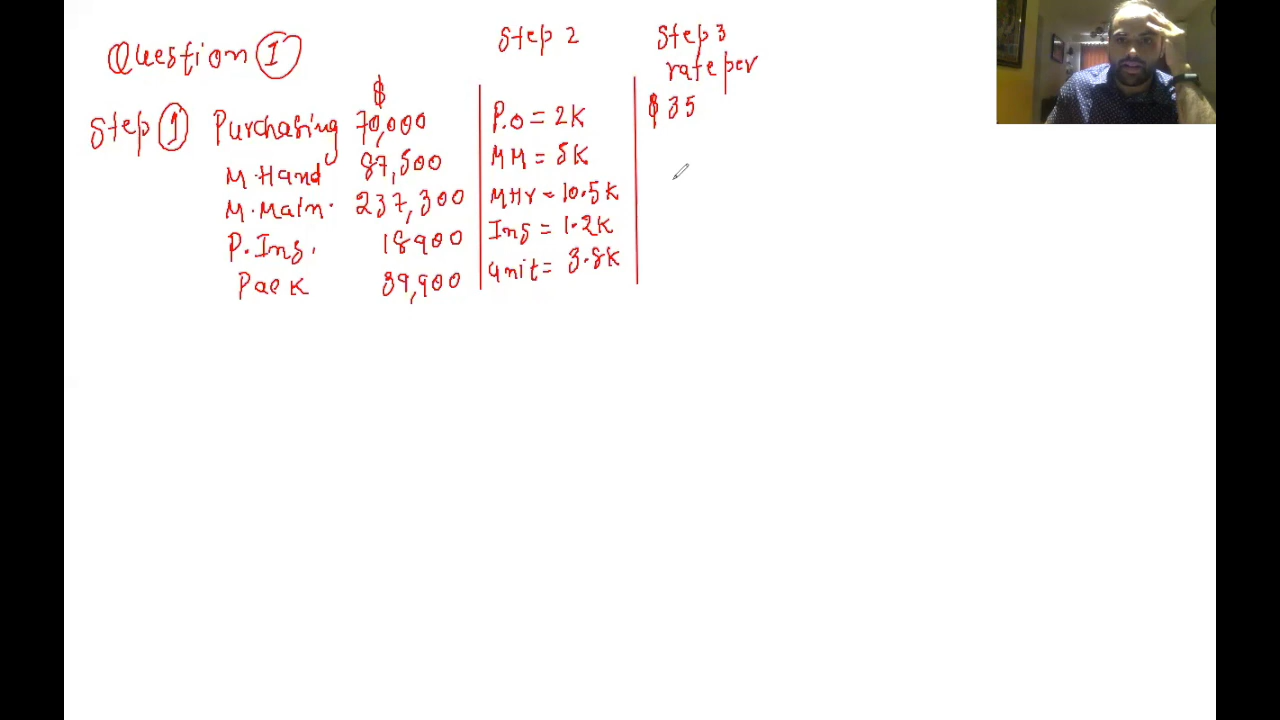 Question 1
Step 2
Step 3
rate per
$
Step 1 Purchasing 70,000 P.O = 2K $35
M.Hand 87,500 MM = 5K
M.Main. 237,300 MHr = 10.5K
P.Ins. 18900 Ins = 1.2K
Pack 39,900 unit = 3.8K